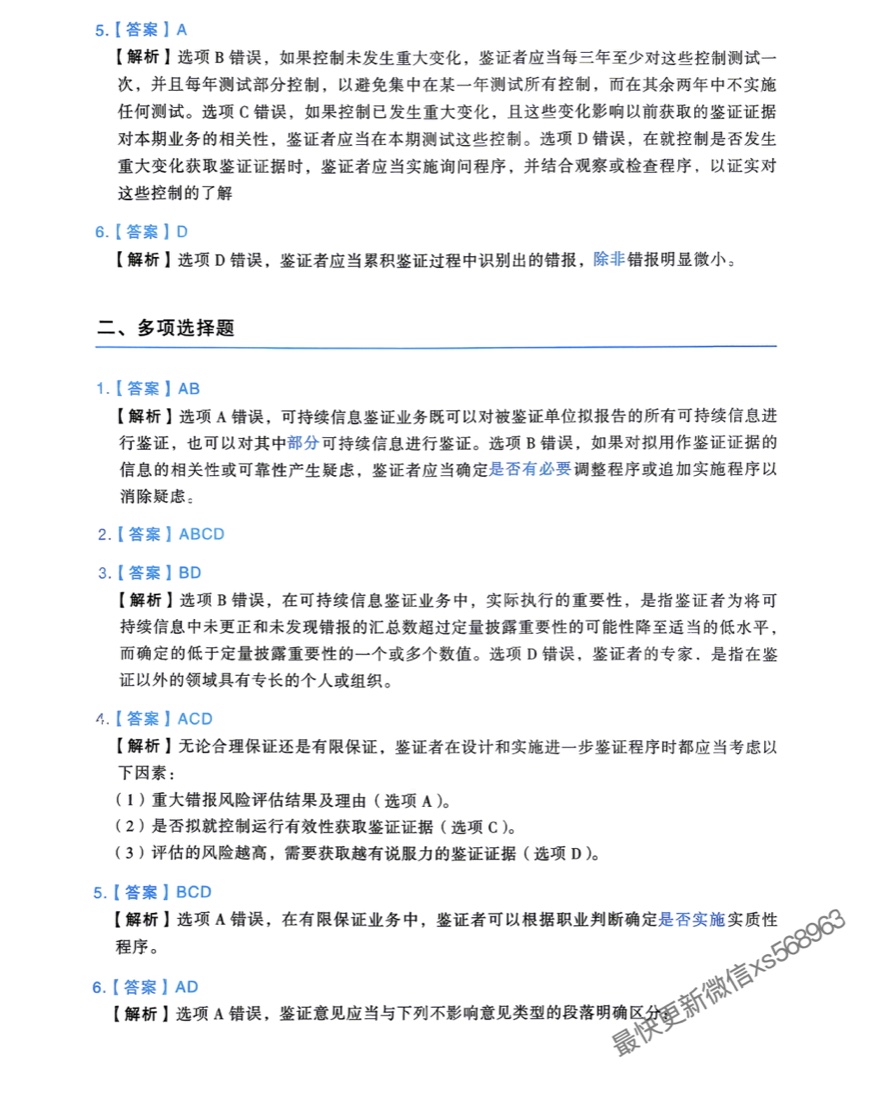 5.【答案】A
【解析】选项 B 错误，如果控制未发生重大变化，鉴证者应当每三年至少对这些控制测试一
次，并且每年测试部分控制，以避免集中在某一年测试所有控制，而在其余两年中不实施
任何测试。选项 C 错误，如果控制已发生重大变化，且这些变化影响以前获取的鉴证证据
对本期业务的相关性，鉴证者应当在本期测试这些控制。选项 D 错误，在就控制是否发生
重大变化获取鉴证证据时，鉴证者应当实施询问程序，并结合观察或检查程序，以证实对
这些控制的了解
6.【答案】D
【解析】选项 D 错误，鉴证者应当累积鉴证过程中识别出的错报，除非错报明显微小。
二、多项选择题
1.【答案】AB
【解析】选项 A 错误，可持续信息鉴证业务既可以对被鉴证单位拟报告的所有可持续信息进
行鉴证，也可以对其中部分可持续信息进行鉴证。选项 B 错误，如果对拟用作鉴证证据的
信息的相关性或可靠性产生疑虑，鉴证者应当确定是否有必要调整程序或追加实施程序以
消除疑虑。
2.【答案】ABCD
3.【答案】BD
【解析】选项 B 错误，在可持续信息鉴证业务中，实际执行的重要性，是指鉴证者为将可
持续信息中未更正和未发现错报的汇总数超过定量披露重要性的可能性降至适当的低水平，
而确定的低于定量披露重要性的一个或多个数值。选项 D 错误，鉴证者的专家．是指在鉴
证以外的领域具有专长的个人或组织。
4.【答案】ACD
【解析】无论合理保证还是有限保证，鉴证者在设计和实施进一步鉴证程序时都应当考虑以
下因素：
（1）重大错报风险评估结果及理由（选项 A）。
（2）是否拟就控制运行有效性获取鉴证证据（选项 C）。
（3）评估的风险越高，需要获取越有说服力的鉴证证据（选项 D）。
5.【答案】BCD
【解析】选项 A 错误，在有限保证业务中，鉴证者可以根据职业判断确定是否实施实质性
程序。
6.【答案】AD
【解析】选项 A 错误，鉴证意见应当与下列不影响意见类型的段落明确区分。
最快更新微信xs568963